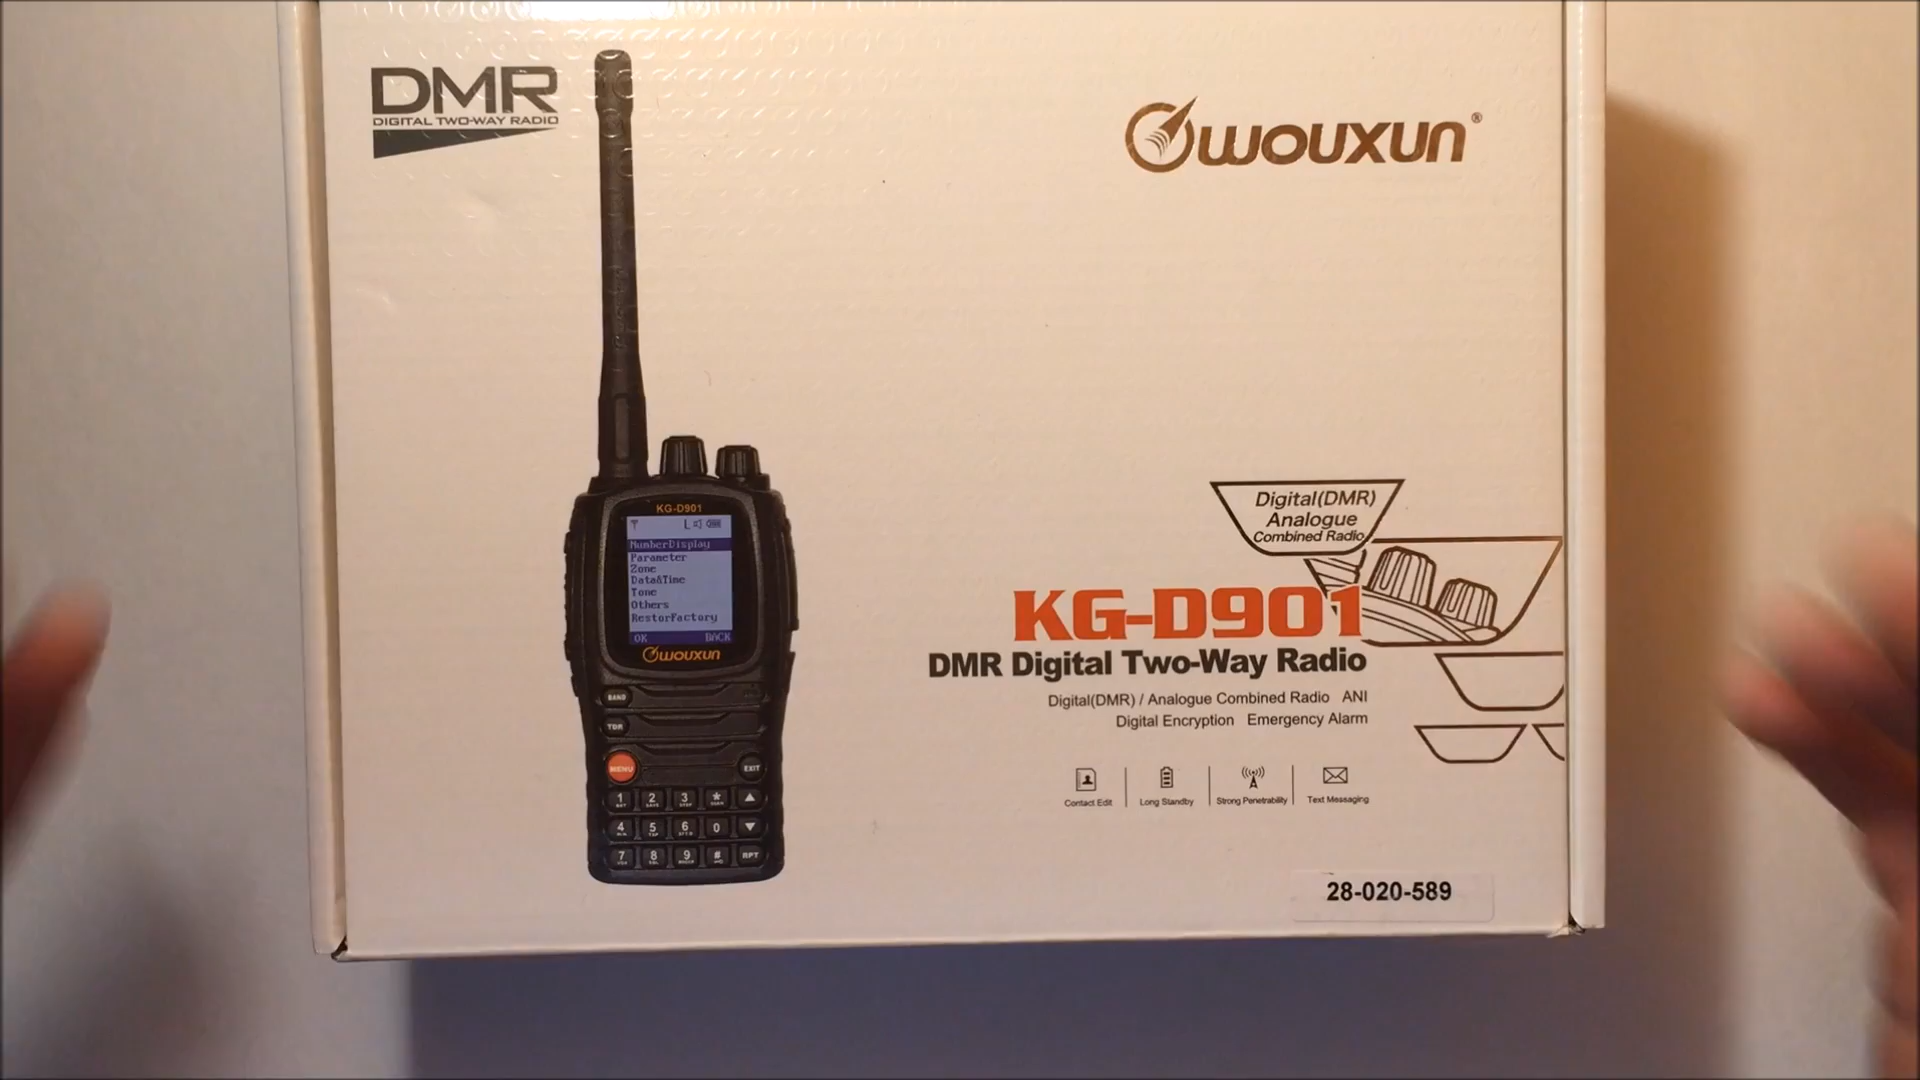 DMR
DIGITAL TWO-WAY RADIO
WOUXUN®
KG-D901
NumberDisplay
Parameter
Zone
Data&Time
Tone
Others
RestorFactory
OK BACK
WOUXUN
BAND
TDR
MENU EXIT
1 2 3 *
4 5 6 0
7 8 9 # RPT
Digital(DMR)
Analogue
Combined Radio
KG-D901
DMR Digital Two-Way Radio
Digital(DMR) / Analogue Combined Radio ANI
Digital Encryption Emergency Alarm
Contact Edit Long Standby Strong Penetrability Text Messaging
28-020-589